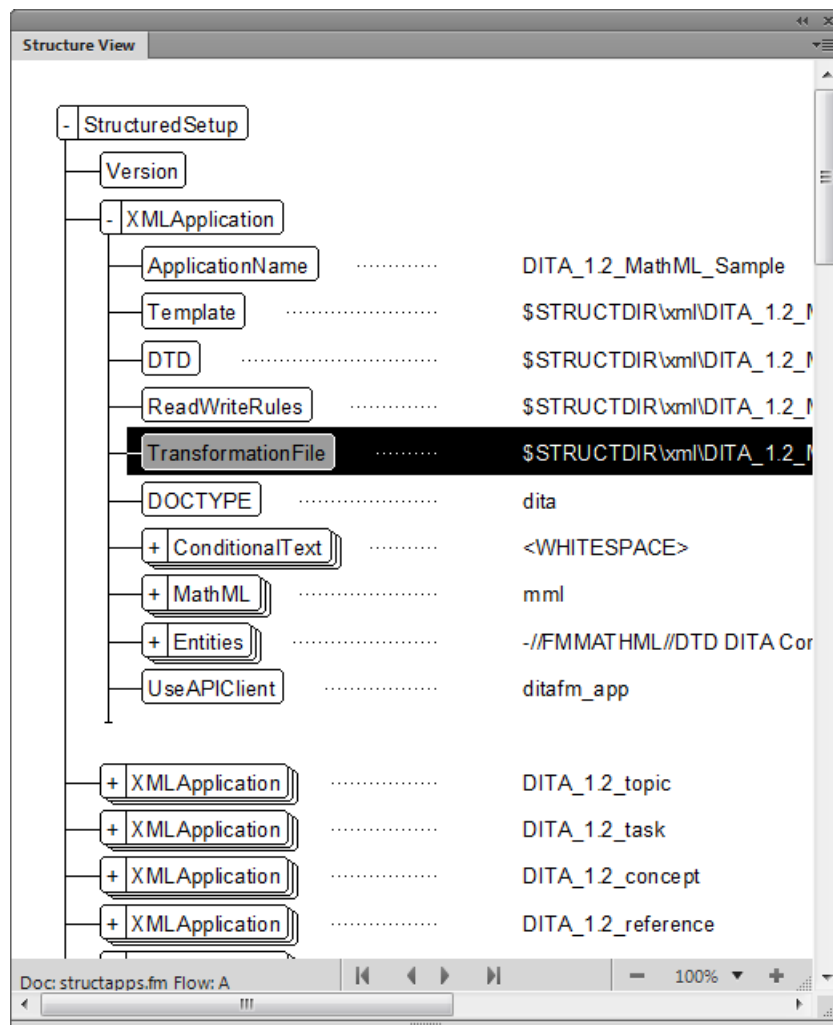 Structure View
- StructuredSetup
Version
- XMLApplication
ApplicationName DITA_1.2_MathML_Sample
Template $STRUCTDIR\xml\DITA_1.2_
DTD $STRUCTDIR\xml\DITA_1.2_
ReadWriteRules $STRUCTDIR\xml\DITA_1.2_
TransformationFile $STRUCTDIR\xml\DITA_1.2_
DOCTYPE dita
+ ConditionalText <WHITESPACE>
+ MathML mml
+ Entities -//FMMATHML//DTD DITA Cor
UseAPIClient ditafm_app
+ XMLApplication DITA_1.2_topic
+ XMLApplication DITA_1.2_task
+ XMLApplication DITA_1.2_concept
+ XMLApplication DITA_1.2_reference
Doc: structapps.fm Flow: A 100%